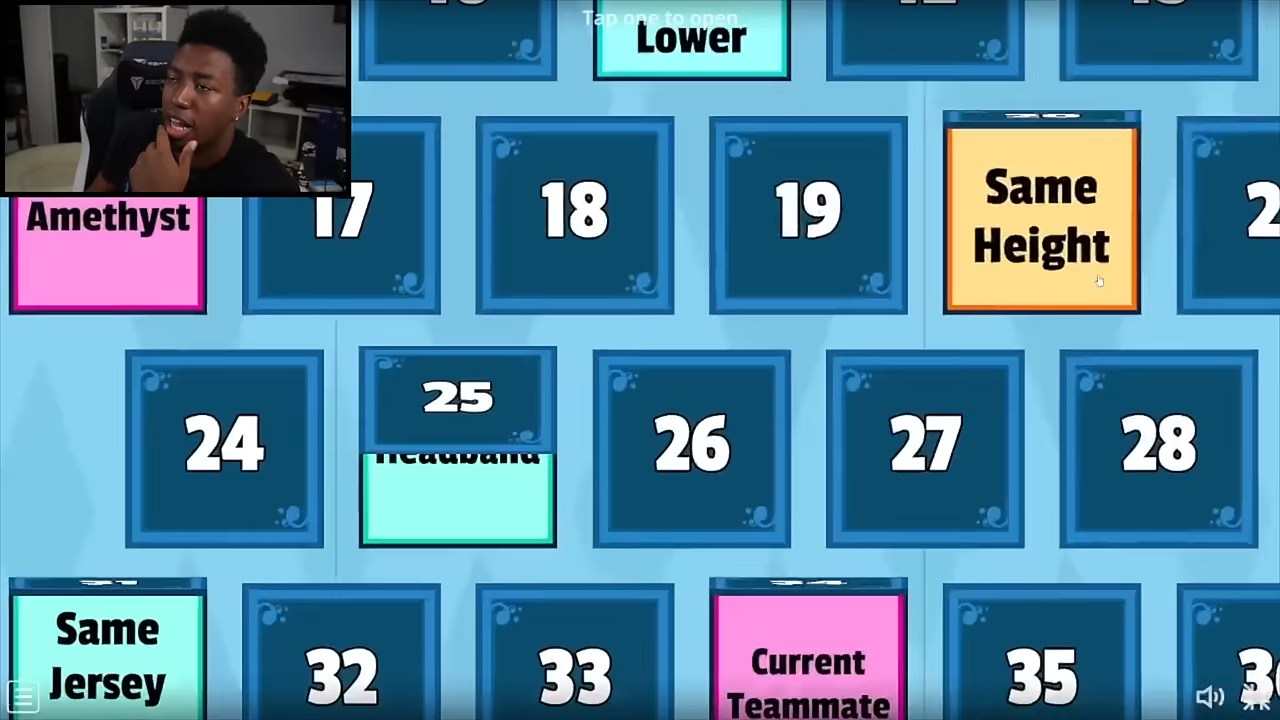 Tap one to open
Lower
Amethyst
17
18
19
Same
Height
24
25
Headband
26
27
28
Same
Jersey
32
33
Current
Teammate
35